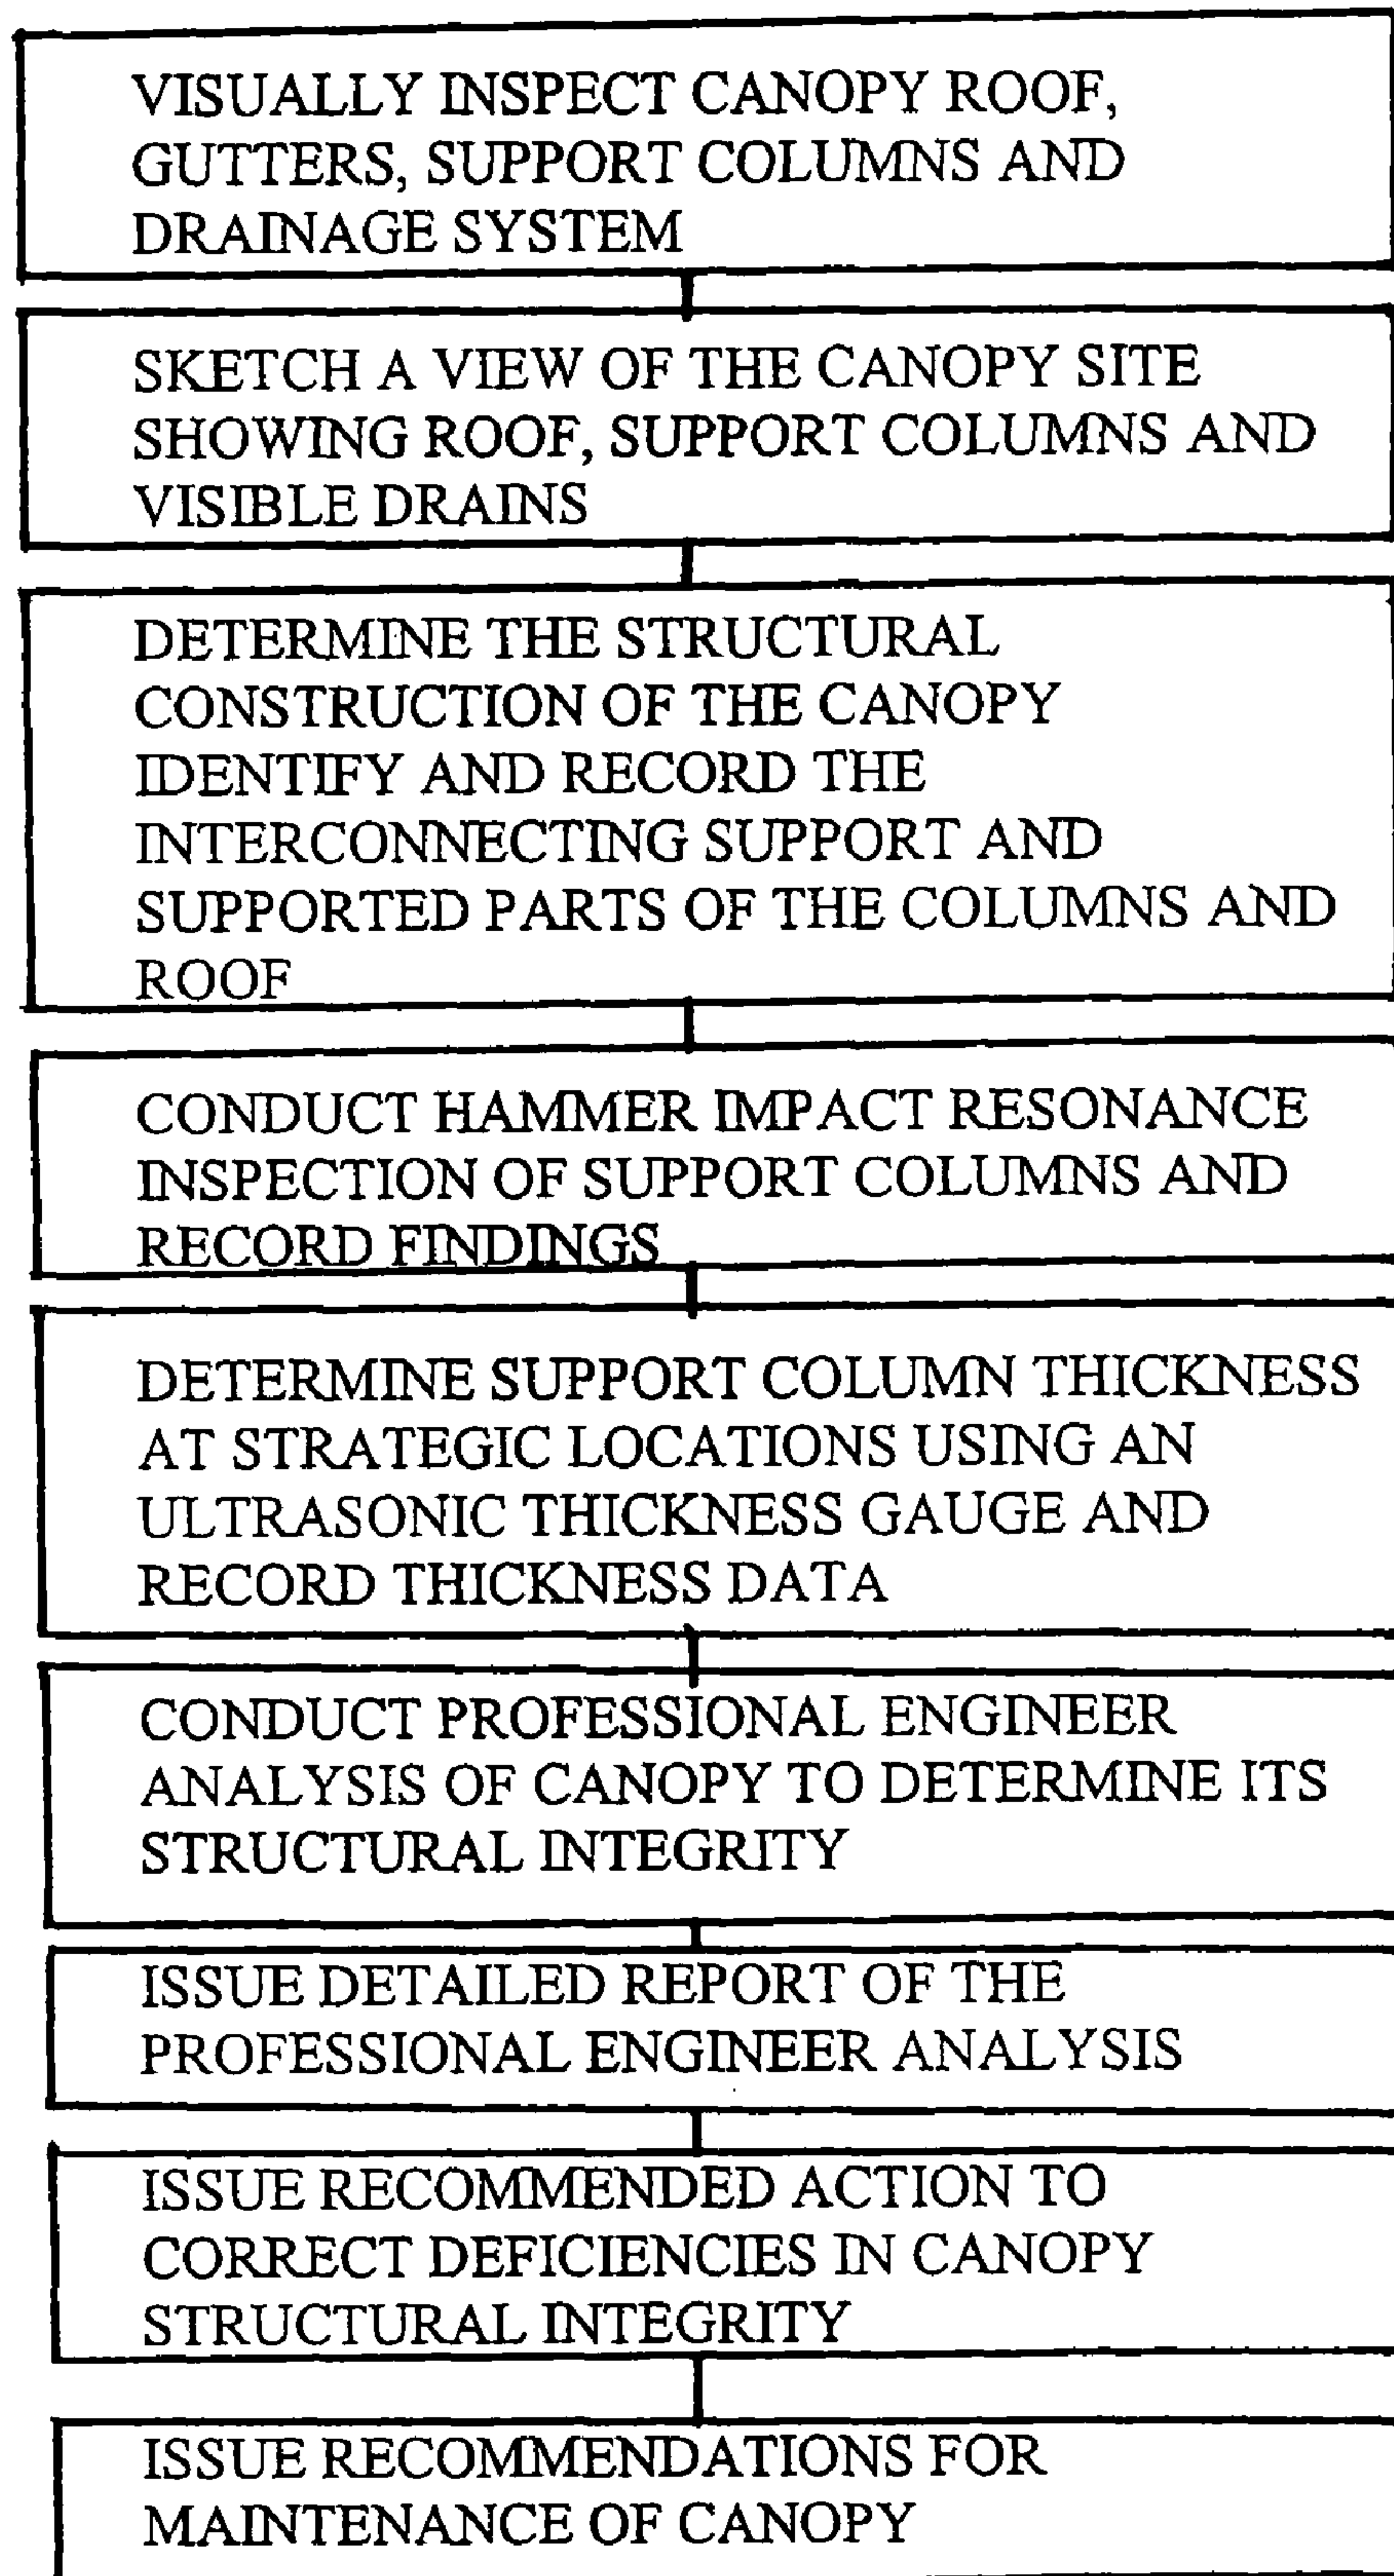 VISUALLY INSPECT CANOPY ROOF,
GUTTERS, SUPPORT COLUMNS AND
DRAINAGE SYSTEM
SKETCH A VIEW OF THE CANOPY SITE
SHOWING ROOF, SUPPORT COLUMNS AND
VISIBLE DRAINS
DETERMINE THE STRUCTURAL
CONSTRUCTION OF THE CANOPY
IDENTIFY AND RECORD THE
INTERCONNECTING SUPPORT AND
SUPPORTED PARTS OF THE COLUMNS AND
ROOF
CONDUCT HAMMER IMPACT RESONANCE
INSPECTION OF SUPPORT COLUMNS AND
RECORD FINDINGS
DETERMINE SUPPORT COLUMN THICKNESS
AT STRATEGIC LOCATIONS USING AN
ULTRASONIC THICKNESS GAUGE AND
RECORD THICKNESS DATA
CONDUCT PROFESSIONAL ENGINEER
ANALYSIS OF CANOPY TO DETERMINE ITS
STRUCTURAL INTEGRITY
ISSUE DETAILED REPORT OF THE
PROFESSIONAL ENGINEER ANALYSIS
ISSUE RECOMMENDED ACTION TO
CORRECT DEFICIENCIES IN CANOPY
STRUCTURAL INTEGRITY
ISSUE RECOMMENDATIONS FOR
MAINTENANCE OF CANOPY